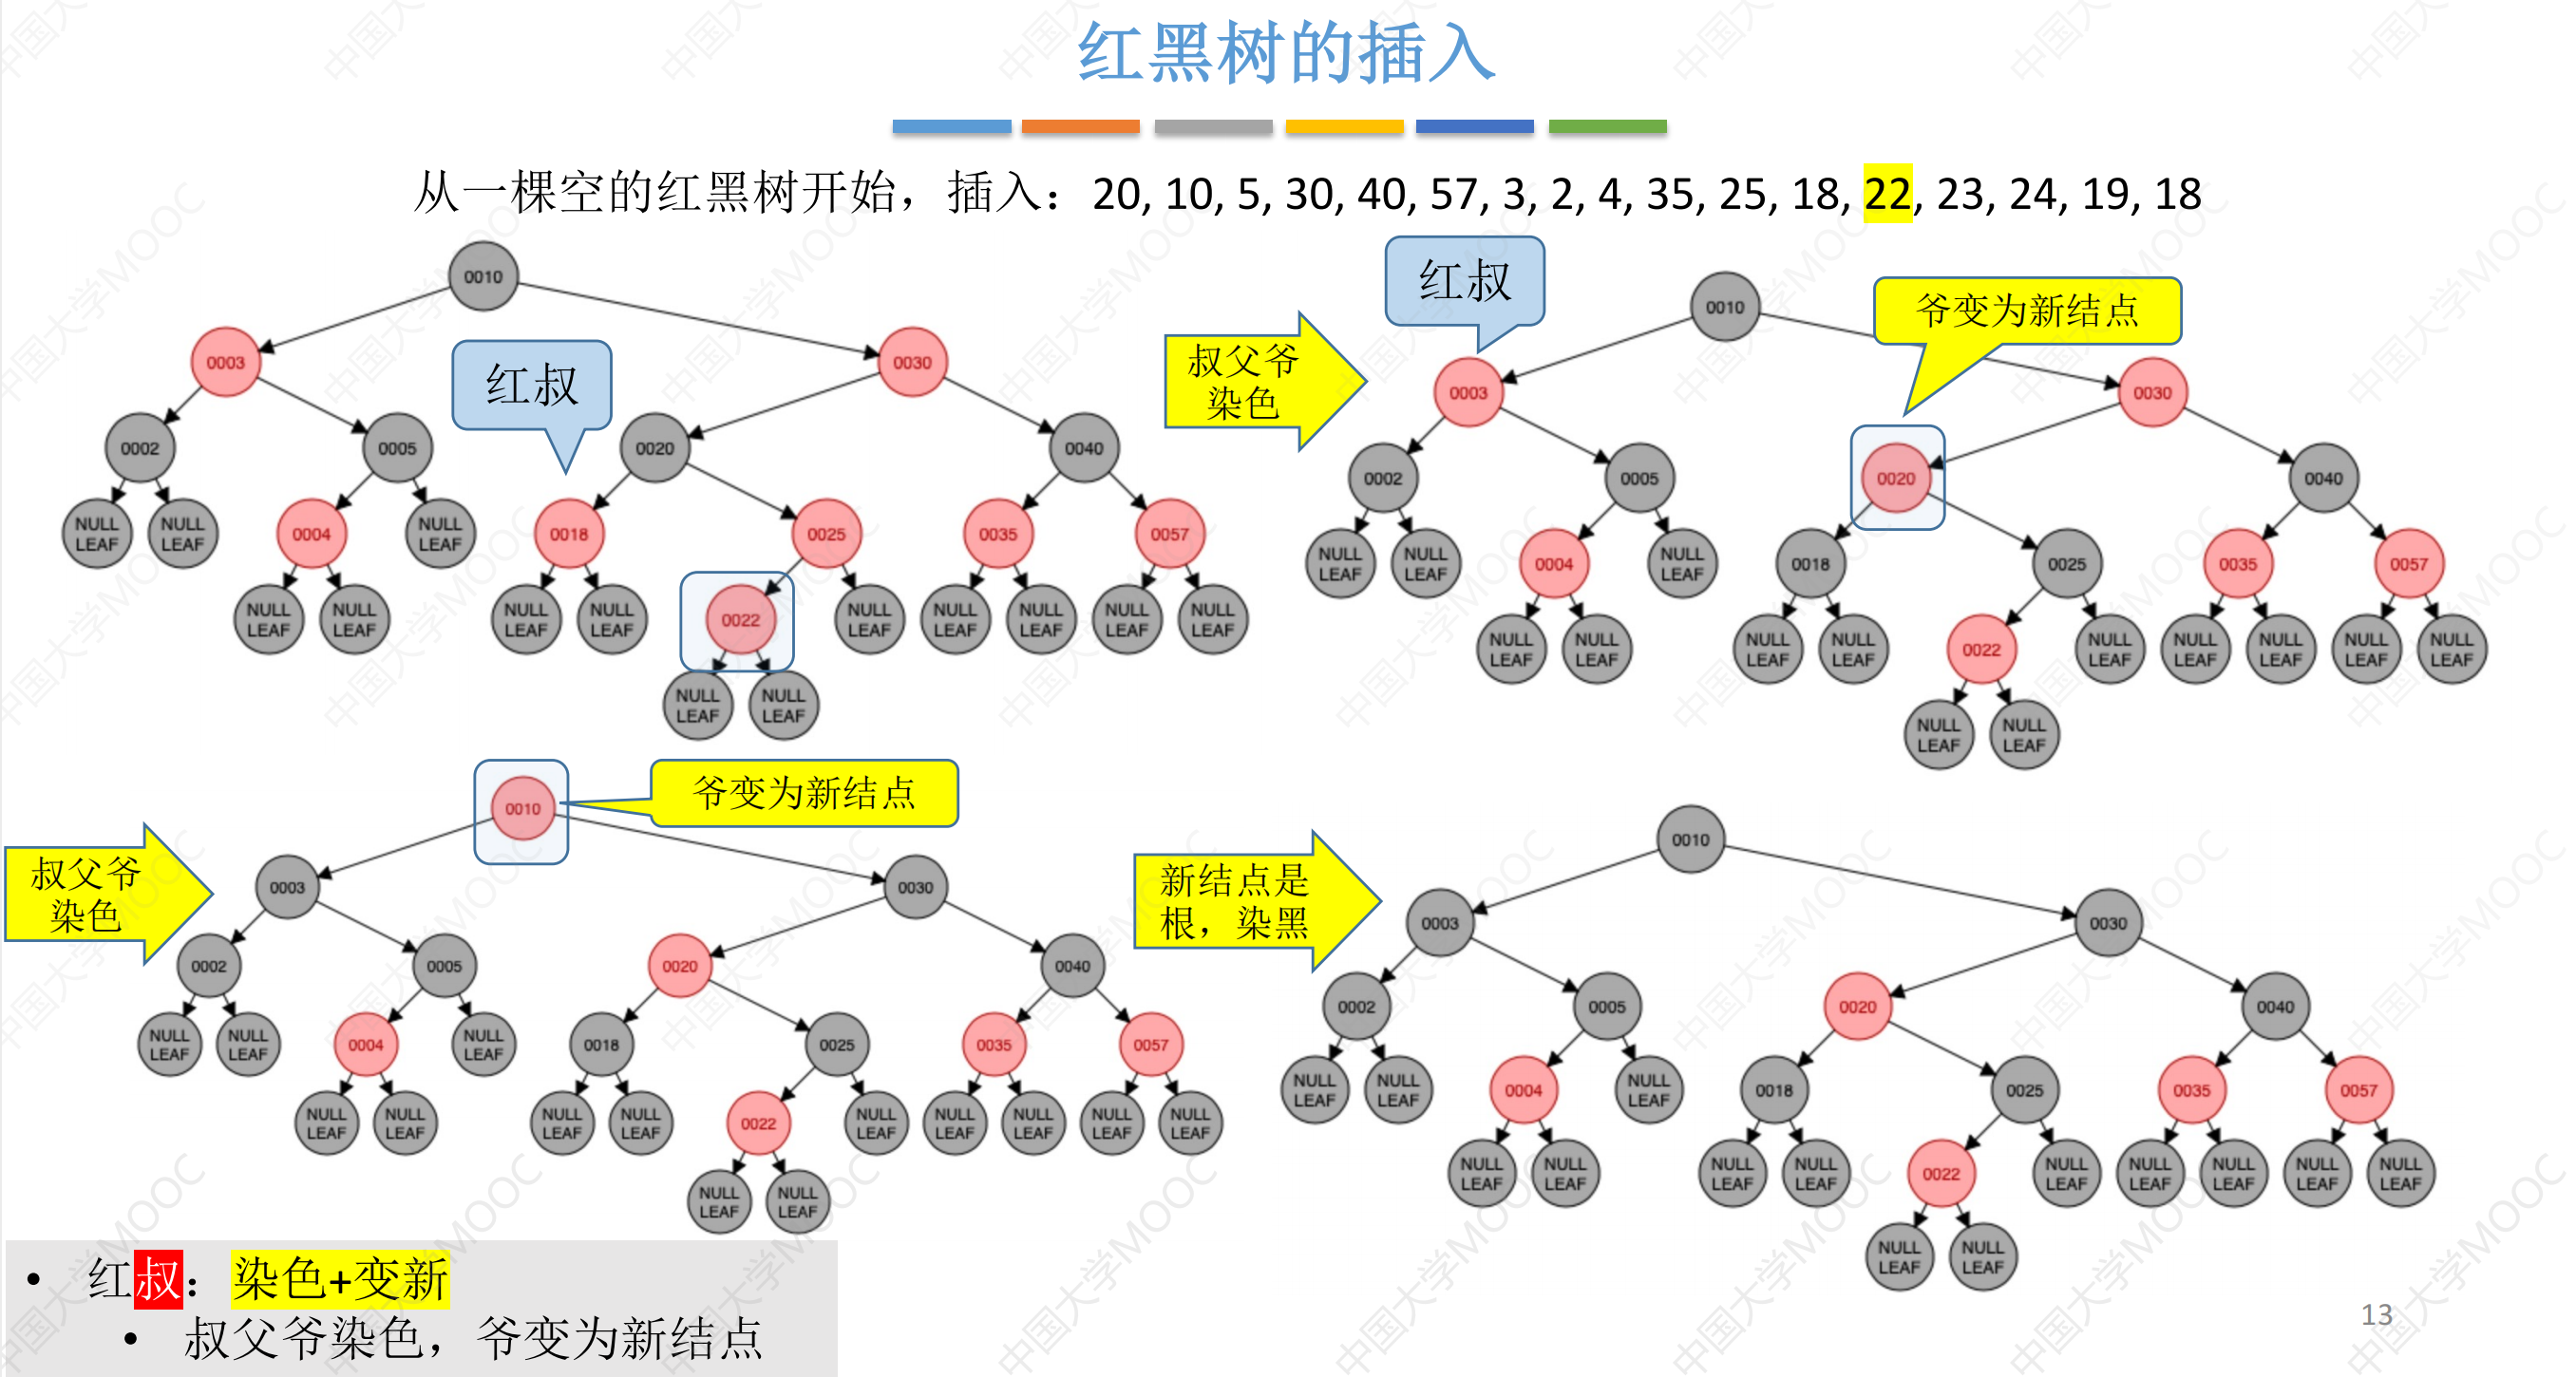 红黑树的插入
从一棵空的红黑树开始，插入：20, 10, 5, 30, 40, 57, 3, 2, 4, 35, 25, 18, 22, 23, 24, 19, 18
0010
0003
0030
红叔
0002
0005
0020
0040
NULL LEAF
NULL LEAF
0004
NULL LEAF
0018
0025
0035
0057
NULL LEAF
NULL LEAF
NULL LEAF
NULL LEAF
0022
NULL LEAF
NULL LEAF
NULL LEAF
NULL LEAF
NULL LEAF
NULL LEAF
NULL LEAF
叔父爷
染色
红叔
0010
爷变为新结点
0003
0030
0002
0005
0020
0040
NULL LEAF
NULL LEAF
0004
NULL LEAF
0018
0025
0035
0057
NULL LEAF
NULL LEAF
NULL LEAF
NULL LEAF
0022
NULL LEAF
NULL LEAF
NULL LEAF
NULL LEAF
NULL LEAF
NULL LEAF
NULL LEAF
叔父爷
染色
0010
爷变为新结点
0003
0030
0002
0005
0020
0040
NULL LEAF
NULL LEAF
0004
NULL LEAF
0018
0025
0035
0057
NULL LEAF
NULL LEAF
NULL LEAF
NULL LEAF
0022
NULL LEAF
NULL LEAF
NULL LEAF
NULL LEAF
NULL LEAF
NULL LEAF
NULL LEAF
新结点是
根，染黑
0010
0003
0030
0002
0005
0020
0040
NULL LEAF
NULL LEAF
0004
NULL LEAF
0018
0025
0035
0057
NULL LEAF
NULL LEAF
NULL LEAF
NULL LEAF
0022
NULL LEAF
NULL LEAF
NULL LEAF
NULL LEAF
NULL LEAF
NULL LEAF
NULL LEAF
• 红叔：染色+变新
• 叔父爷染色，爷变为新结点
13
中国大学MOOC